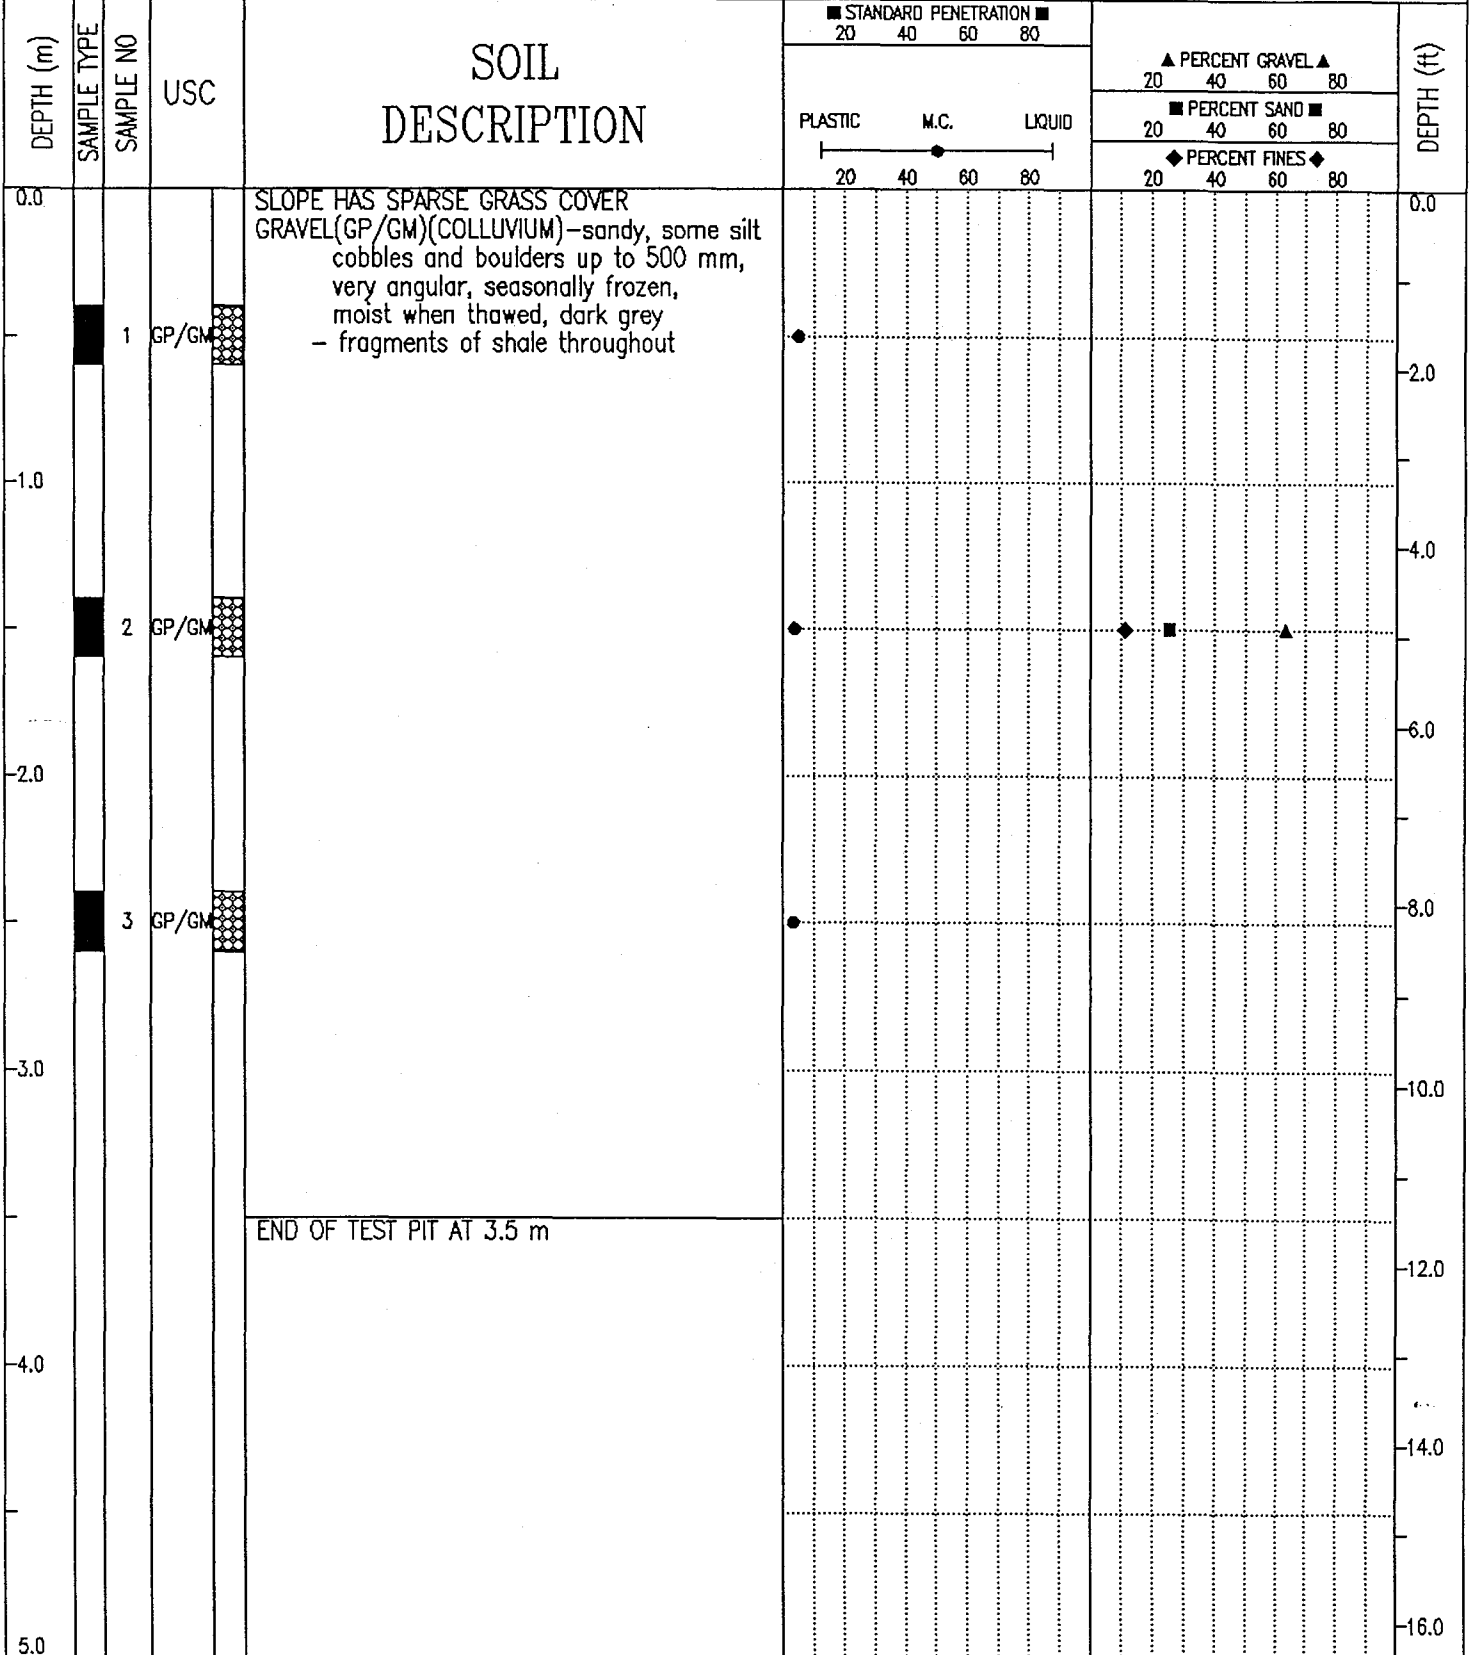 DEPTH (m)
SAMPLE TYPE
SAMPLE NO
USC
SOIL
DESCRIPTION
■ STANDARD PENETRATION ■
20 40 60 80
PLASTIC M.C. LIQUID
20 40 60 80
▲ PERCENT GRAVEL ▲
20 40 60 80
■ PERCENT SAND ■
20 40 60 80
◆ PERCENT FINES ◆
20 40 60 80
DEPTH (ft)
0.0
SLOPE HAS SPARSE GRASS COVER
0.0
GRAVEL(GP/GM)(COLLUVIUM)-sandy, some silt
cobbles and boulders up to 500 mm,
very angular, seasonally frozen,
moist when thawed, dark grey
1 GP/GM
- fragments of shale throughout
2.0
1.0
4.0
2 GP/GM
6.0
2.0
8.0
3 GP/GM
3.0
10.0
END OF TEST PIT AT 3.5 m
12.0
4.0
14.0
16.0
5.0